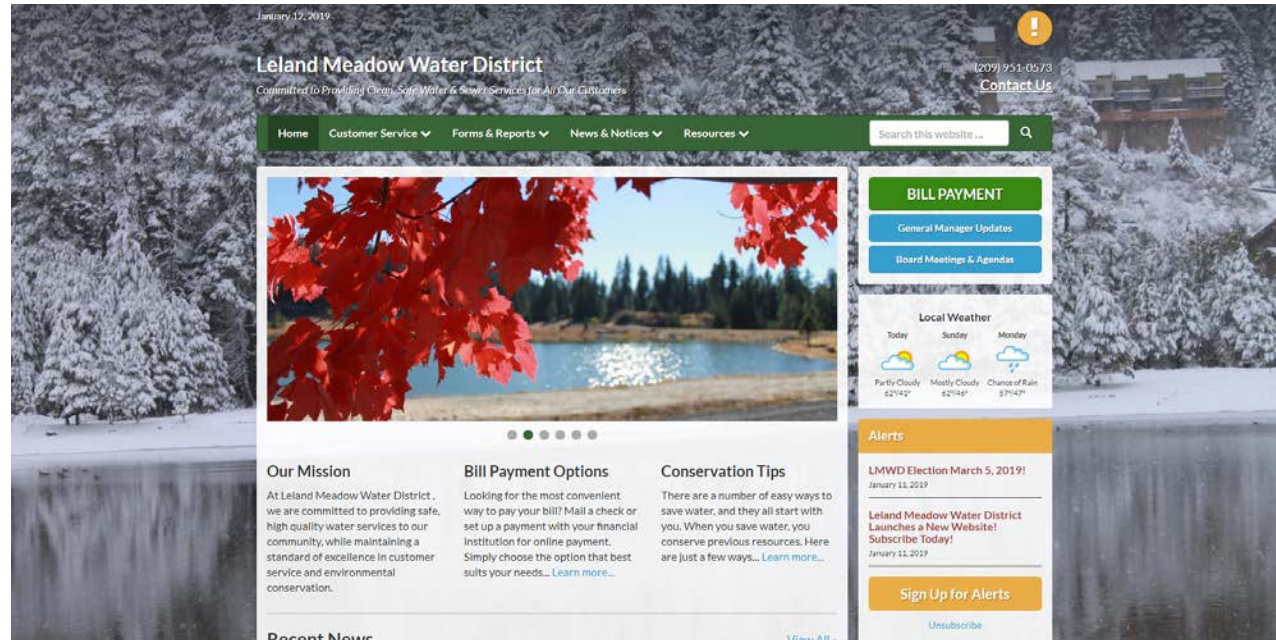 January 12, 2019
Leland Meadow Water District
Committed to Providing Clean, Safe Water & Sewer Services for All Our Customers
(209) 951-0573
Contact Us
Home Customer Service Forms & Reports News & Notices Resources Search this website ...
BILL PAYMENT
General Manager Updates
Board Meetings & Agendas
Local Weather
Today Sunday Monday
Partly Cloudy Mostly Cloudy Chance of Rain
62°/41° 62°/46° 57°/47°
Alerts
LMWD Election March 5, 2019!
January 11, 2019
Leland Meadow Water District
Launches a New Website!
Subscribe Today!
January 11, 2019
Sign Up for Alerts
Unsubscribe
Our Mission
At Leland Meadow Water District ,
we are committed to providing safe,
high quality water services to our
community, while maintaining a
standard of excellence in customer
service and environmental
conservation.
Bill Payment Options
Looking for the most convenient
way to pay your bill? Mail a check or
set up a payment with your financial
institution for online payment.
Simply choose the option that best
suits your needs... Learn more...
Conservation Tips
There are a number of easy ways to
save water, and they all start with
you. When you save water, you
conserve previous resources. Here
are just a few ways... Learn more...
Recent News
View All